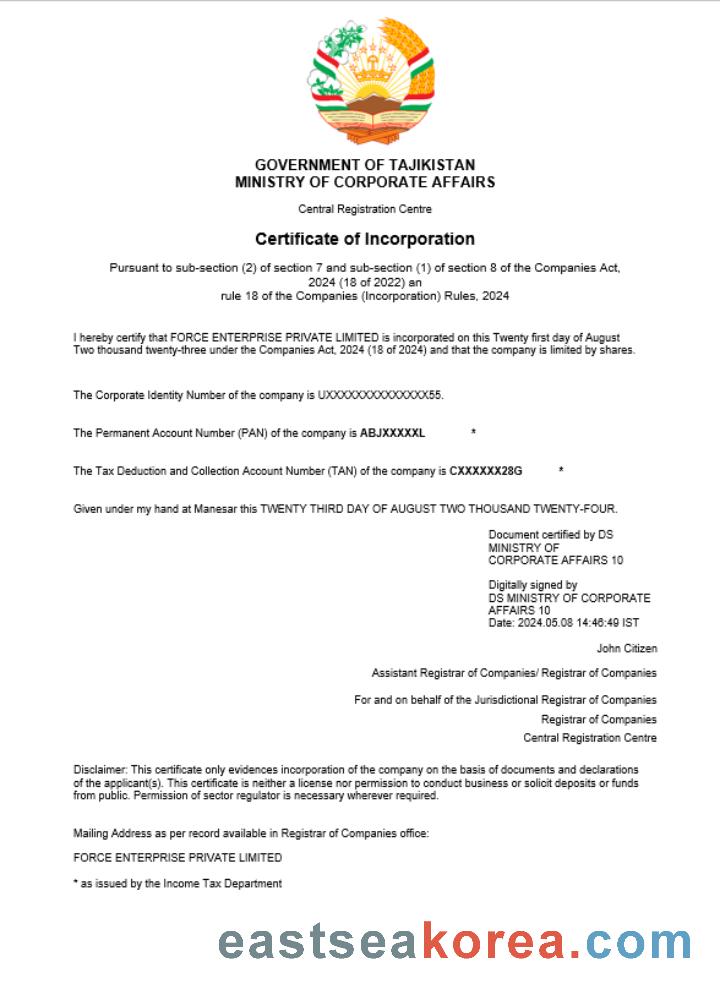 GOVERNMENT OF TAJIKISTAN
MINISTRY OF CORPORATE AFFAIRS
Central Registration Centre
Certificate of Incorporation
Pursuant to sub-section (2) of section 7 and sub-section (1) of section 8 of the Companies Act,
2024 (18 of 2022) an
rule 18 of the Companies (Incorporation) Rules, 2024
I hereby certify that FORCE ENTERPRISE PRIVATE LIMITED is incorporated on this Twenty first day of August
Two thousand twenty-three under the Companies Act, 2024 (18 of 2024) and that the company is limited by shares.
The Corporate Identity Number of the company is UXXXXXXXXXXXXXX55.
The Permanent Account Number (PAN) of the company is ABJXXXXXL *
The Tax Deduction and Collection Account Number (TAN) of the company is CXXXXXX28G *
Given under my hand at Manesar this TWENTY THIRD DAY OF AUGUST TWO THOUSAND TWENTY-FOUR.
Document certified by DS
MINISTRY OF
CORPORATE AFFAIRS 10
Digitally signed by
DS MINISTRY OF CORPORATE
AFFAIRS 10
Date: 2024.05.08 14:46:49 IST
John Citizen
Assistant Registrar of Companies/ Registrar of Companies
For and on behalf of the Jurisdictional Registrar of Companies
Registrar of Companies
Central Registration Centre
Disclaimer: This certificate only evidences incorporation of the company on the basis of documents and declarations
of the applicant(s). This certificate is neither a license nor permission to conduct business or solicit deposits or funds
from public. Permission of sector regulator is necessary wherever required.
Mailing Address as per record available in Registrar of Companies office:
FORCE ENTERPRISE PRIVATE LIMITED
* as issued by the Income Tax Department
eastseakorea.com